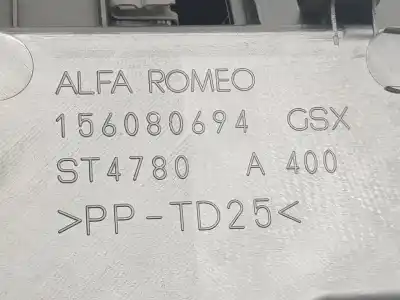 ALFA ROMEO
156080694 GSX
ST4780 A 400
>PP-TD25<